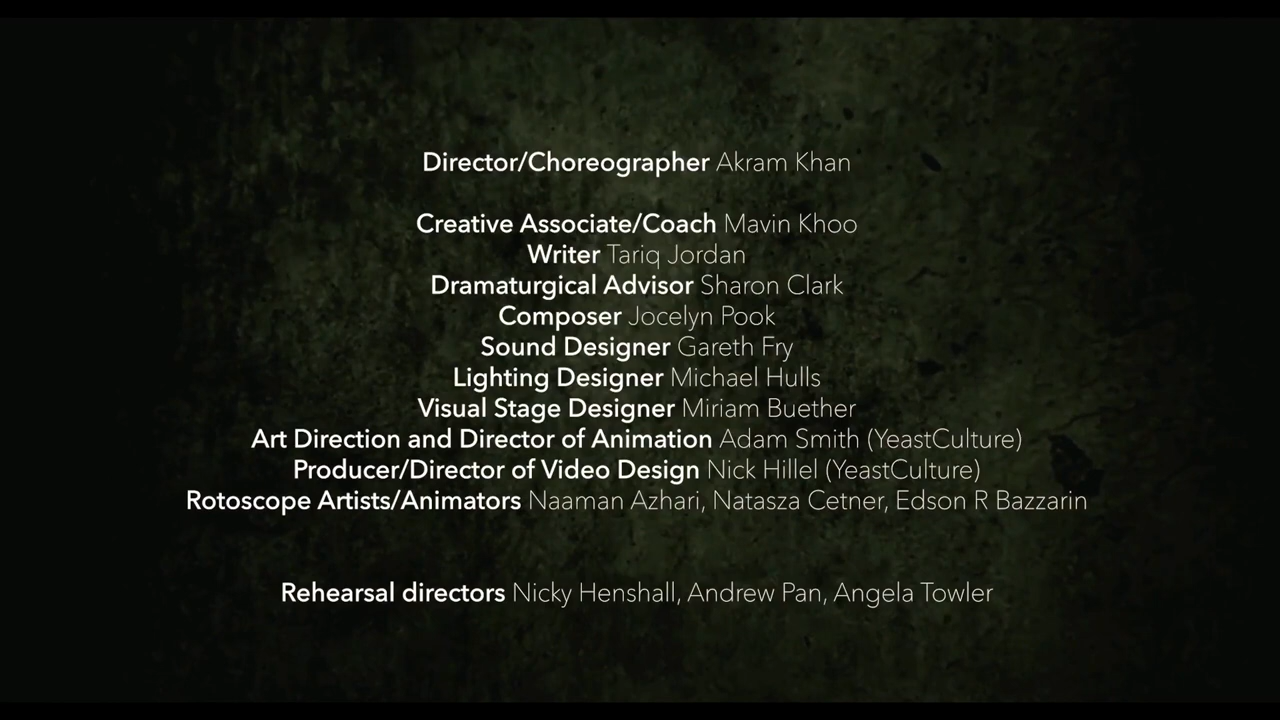 Director/Choreographer Akram Khan
Creative Associate/Coach Mavin Khoo
Writer Tariq Jordan
Dramaturgical Advisor Sharon Clark
Composer Jocelyn Pook
Sound Designer Gareth Fry
Lighting Designer Michael Hulls
Visual Stage Designer Miriam Buether
Art Direction and Director of Animation Adam Smith (YeastCulture)
Producer/Director of Video Design Nick Hillel (YeastCulture)
Rotoscope Artists/Animators Naaman Azhari, Natasza Cetner, Edson R Bazzarin
Rehearsal directors Nicky Henshall, Andrew Pan, Angela Towler